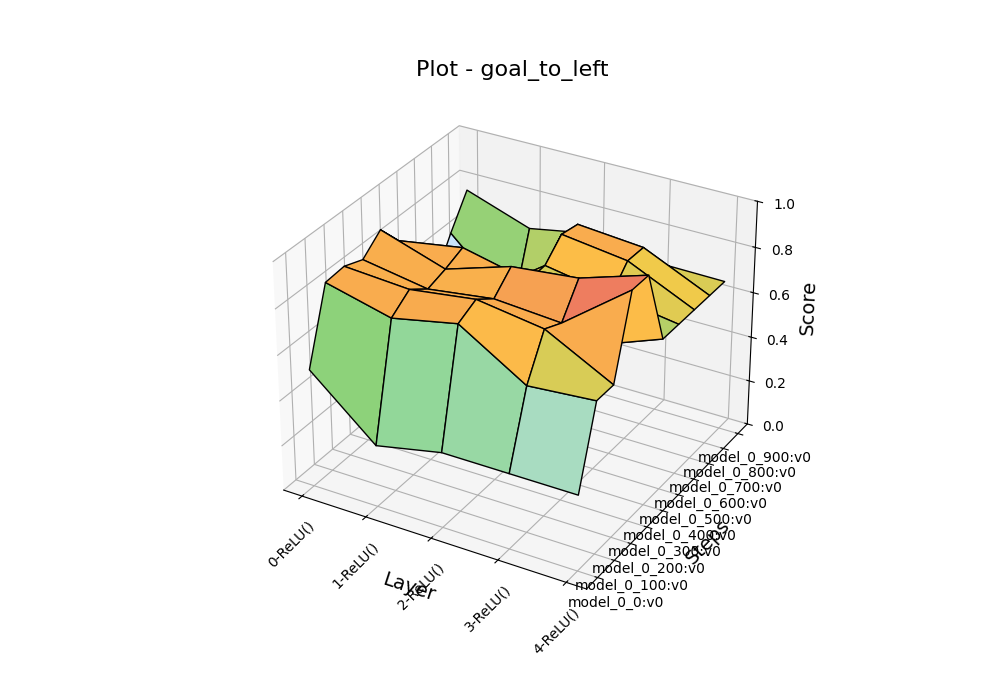 Plot - goal_to_left
1.0
0.8
0.6
0.4
0.2
0.0
Score
model_0_900:v0
model_0_800:v0
model_0_700:v0
model_0_600:v0
model_0_500:v0
model_0_400:v0
model_0_300:v0
model_0_200:v0
model_0_100:v0
model_0_0:v0
Steps
0-ReLU()
1-ReLU()
2-ReLU()
3-ReLU()
4-ReLU()
Layer